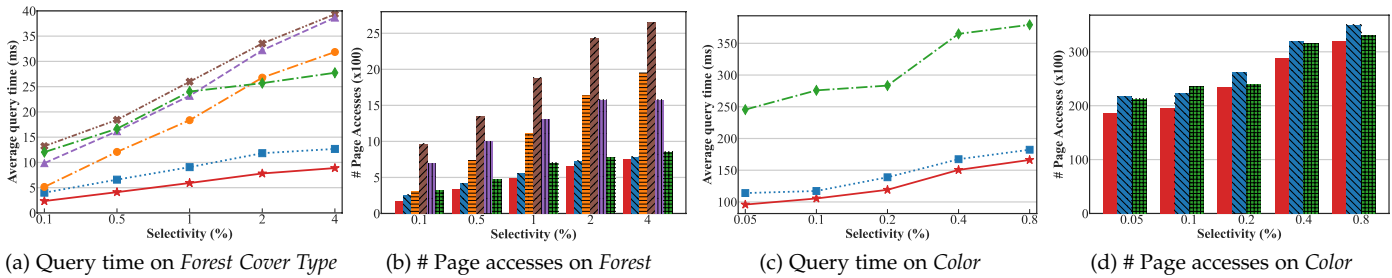 Average query time (ms)
40
35
30
25
20
15
10
5
0
0.1 0.5 1 2 4
Selectivity (%)
(a) Query time on Forest Cover Type
# Page Accesses (x100)
25
20
15
10
5
0
0.1 0.5 1 2 4
Selectivity (%)
(b) # Page accesses on Forest
Average query time (ms)
400
350
300
250
200
150
100
0.05 0.1 0.2 0.4 0.8
Selectivity (%)
(c) Query time on Color
# Page Accesses (x100)
300
200
100
0
0.05 0.1 0.2 0.4 0.8
Selectivity (%)
(d) # Page accesses on Color